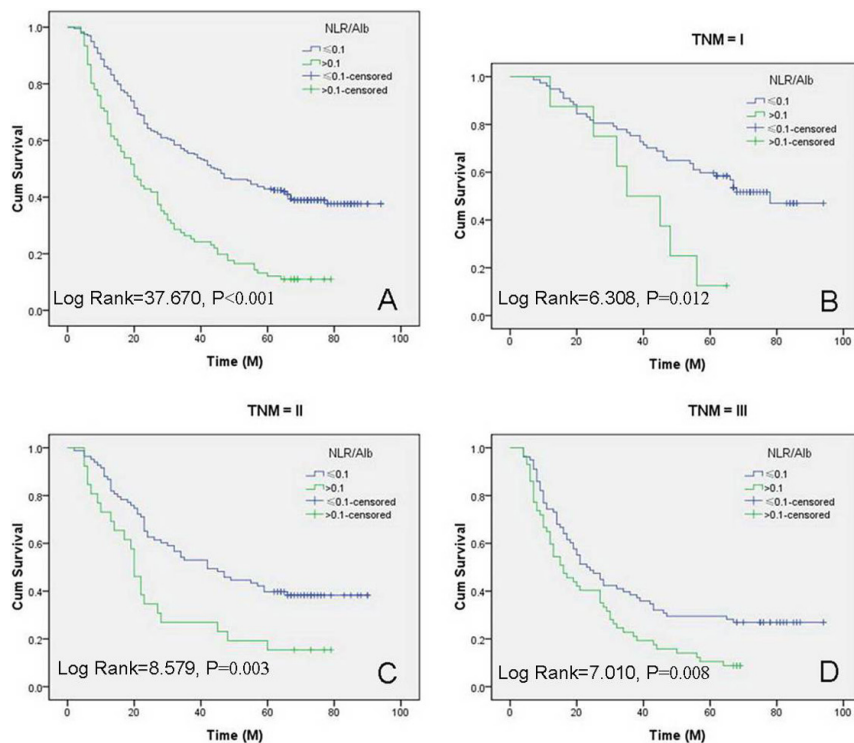 NLR/Alb
≤0.1
>0.1
≤0.1-censored
>0.1-censored
1.0
0.8
0.6
0.4
0.2
0.0
Cum Survival
Log Rank=37.670, P<0.001
A
0 20 40 60 80 100
Time (M)
TNM = I
NLR/Alb
≤0.1
>0.1
≤0.1-censored
>0.1-censored
1.0
0.8
0.6
0.4
0.2
0.0
Cum Survival
Log Rank=6.308, P=0.012
B
0 20 40 60 80 100
Time (M)
TNM = II
NLR/Alb
≤0.1
>0.1
≤0.1-censored
>0.1-censored
1.0
0.8
0.6
0.4
0.2
0.0
Cum Survival
Log Rank=8.579, P=0.003
C
0 20 40 60 80 100
Time (M)
TNM = III
NLR/Alb
≤0.1
>0.1
≤0.1-censored
>0.1-censored
1.0
0.8
0.6
0.4
0.2
0.0
Cum Survival
Log Rank=7.010, P=0.008
D
0 20 40 60 80 100
Time (M)